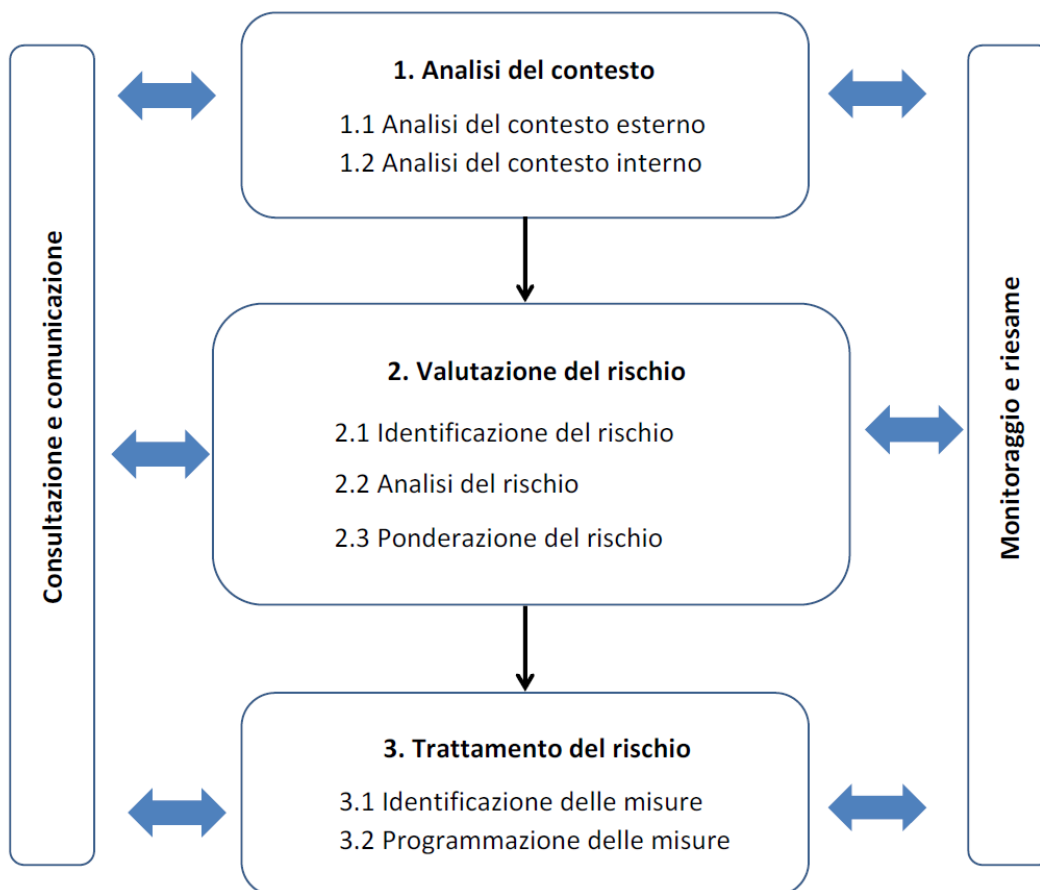 Consultazione e comunicazione
1. Analisi del contesto
1.1 Analisi del contesto esterno
1.2 Analisi del contesto interno
2. Valutazione del rischio
2.1 Identificazione del rischio
2.2 Analisi del rischio
2.3 Ponderazione del rischio
3. Trattamento del rischio
3.1 Identificazione delle misure
3.2 Programmazione delle misure
Monitoraggio e riesame